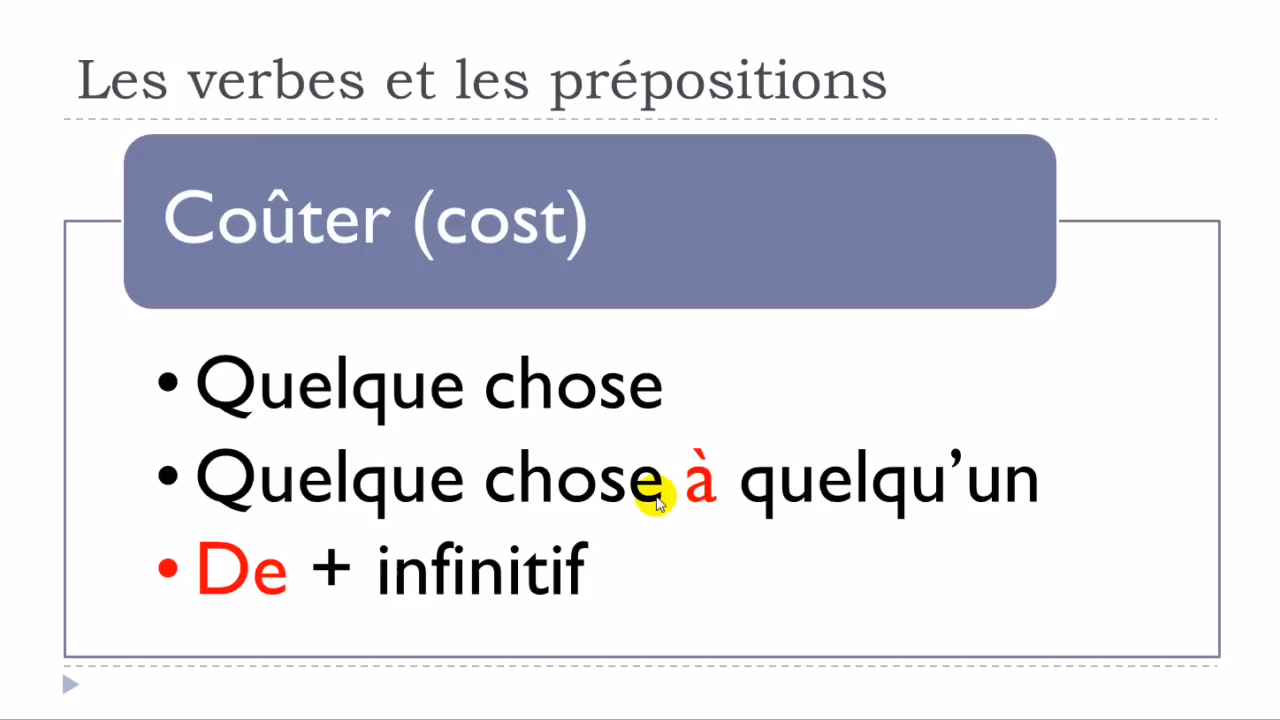 Les verbes et les prépositions
Coûter (cost)
• Quelque chose
• Quelque chose à quelqu’un
• De + infinitif